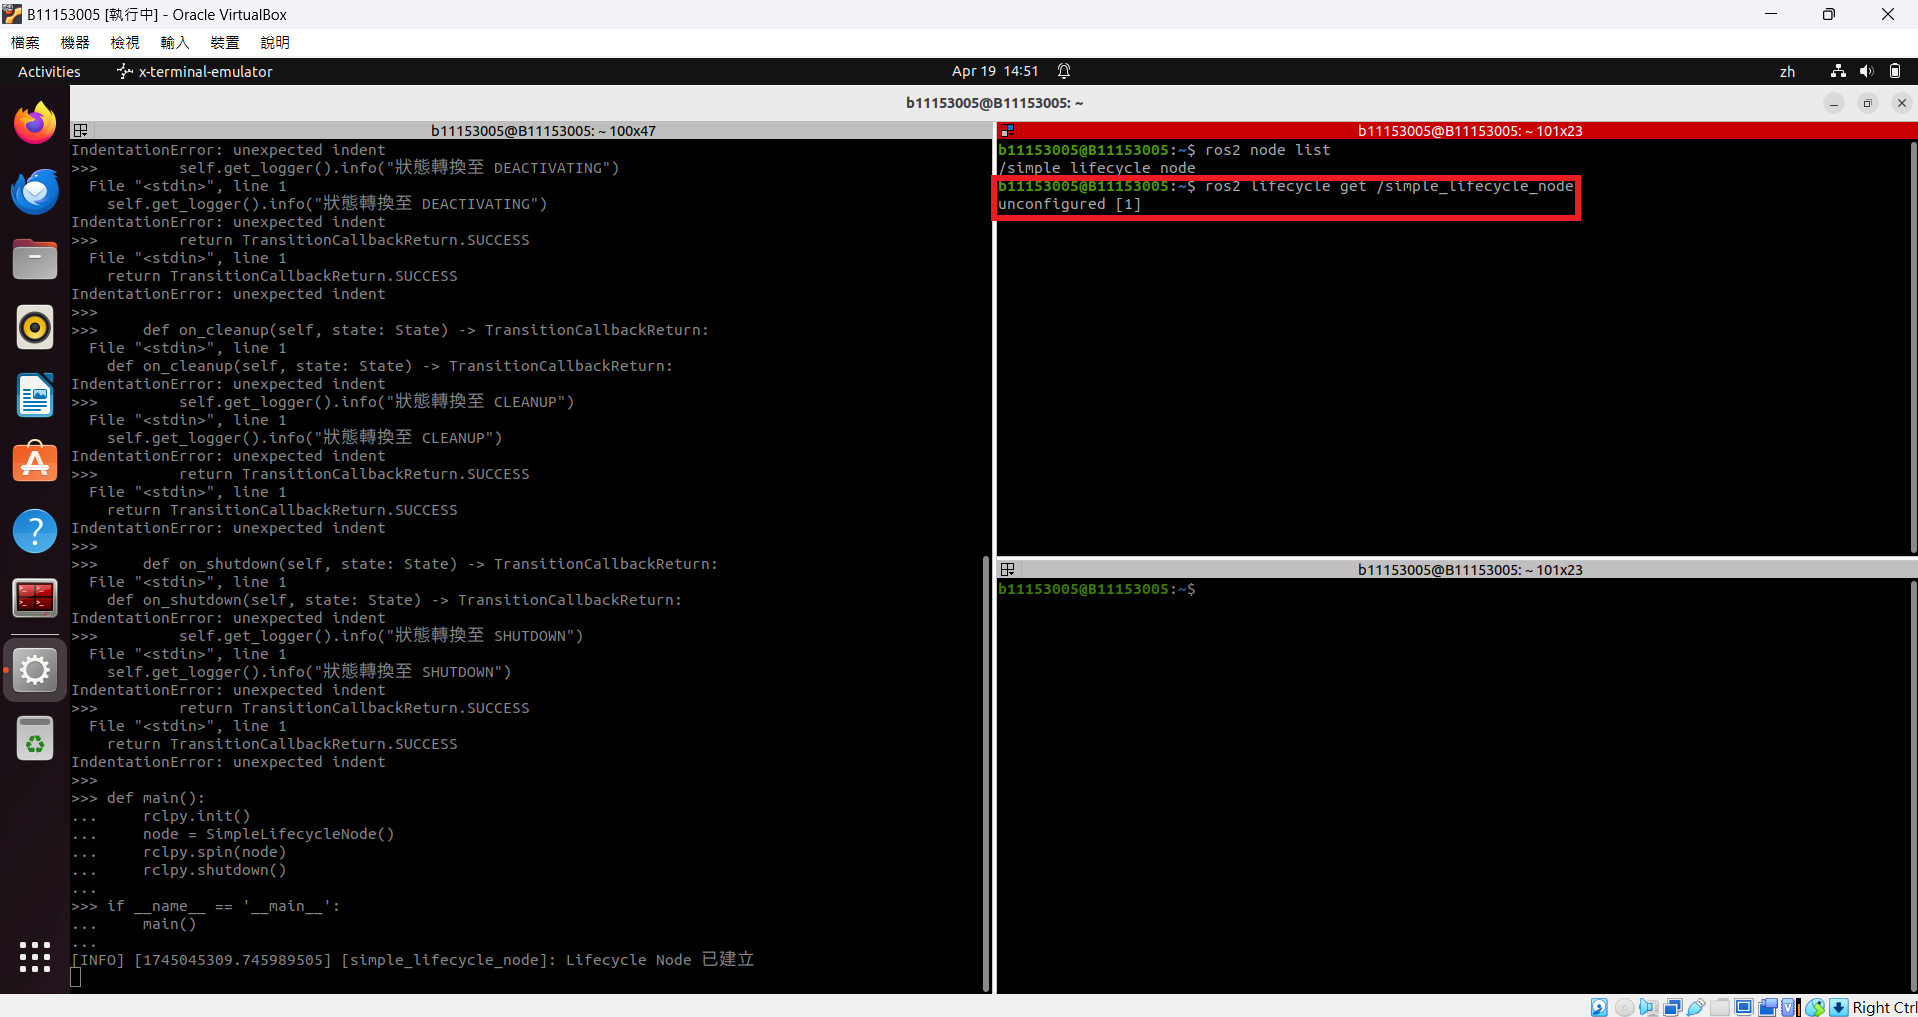 B11153005 [執行中] - Oracle VirtualBox
檔案 機器 檢視 輸入 裝置 說明
Activities x-terminal-emulator Apr 19 14:51 zh
b11153005@B11153005: ~
b11153005@B11153005: ~ 100x47
IndentationError: unexpected indent
>>>         self.get_logger().info("狀態轉換至 DEACTIVATING")
  File "<stdin>", line 1
    self.get_logger().info("狀態轉換至 DEACTIVATING")
IndentationError: unexpected indent
>>>         return TransitionCallbackReturn.SUCCESS
  File "<stdin>", line 1
    return TransitionCallbackReturn.SUCCESS
IndentationError: unexpected indent
>>>
>>>     def on_cleanup(self, state: State) -> TransitionCallbackReturn:
  File "<stdin>", line 1
    def on_cleanup(self, state: State) -> TransitionCallbackReturn:
IndentationError: unexpected indent
>>>         self.get_logger().info("狀態轉換至 CLEANUP")
  File "<stdin>", line 1
    self.get_logger().info("狀態轉換至 CLEANUP")
IndentationError: unexpected indent
>>>         return TransitionCallbackReturn.SUCCESS
  File "<stdin>", line 1
    return TransitionCallbackReturn.SUCCESS
IndentationError: unexpected indent
>>>
>>>     def on_shutdown(self, state: State) -> TransitionCallbackReturn:
  File "<stdin>", line 1
    def on_shutdown(self, state: State) -> TransitionCallbackReturn:
IndentationError: unexpected indent
>>>         self.get_logger().info("狀態轉換至 SHUTDOWN")
  File "<stdin>", line 1
    self.get_logger().info("狀態轉換至 SHUTDOWN")
IndentationError: unexpected indent
>>>         return TransitionCallbackReturn.SUCCESS
  File "<stdin>", line 1
    return TransitionCallbackReturn.SUCCESS
IndentationError: unexpected indent
>>>
>>> def main():
...     rclpy.init()
...     node = SimpleLifecycleNode()
...     rclpy.spin(node)
...     rclpy.shutdown()
...
>>> if __name__ == '__main__':
...     main()
...
[INFO] [1745045309.745989505] [simple_lifecycle_node]: Lifecycle Node 已建立
b11153005@B11153005: ~ 101x23
b11153005@B11153005:~$ ros2 node list
/simple_lifecycle_node
b11153005@B11153005:~$ ros2 lifecycle get /simple_lifecycle_node
unconfigured [1]
b11153005@B11153005: ~ 101x23
b11153005@B11153005:~$
Right Ctrl